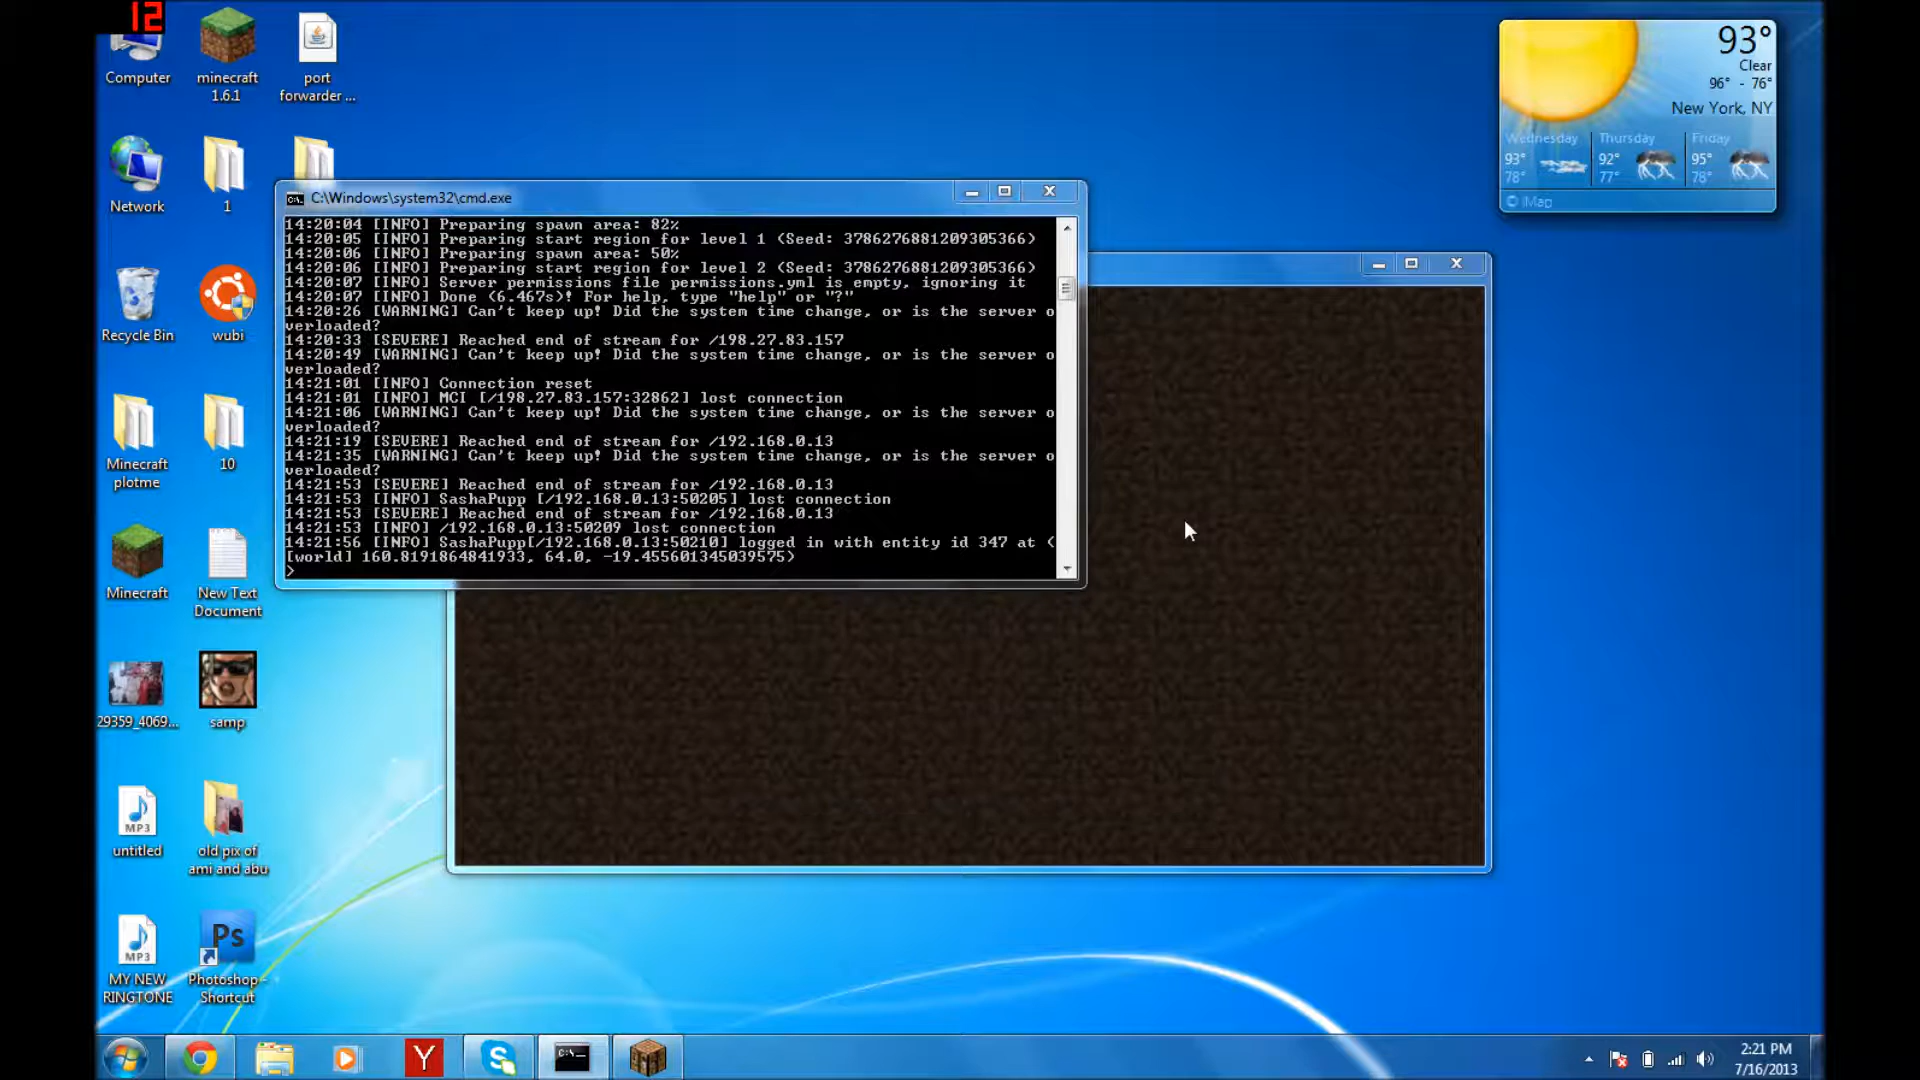 12
Computer
minecraft
1.6.1
port
forwarder ...
Network
1
Recycle Bin
wubi
Minecraft
plotme
10
Minecraft
New Text
Document
29359_4069...
samp
MP3
untitled
old pix of
ami and abu
MP3
MY NEW
RINGTONE
Ps
Photoshop -
Shortcut
93°
Clear
96° - 76°
New York, NY
Wednesday
Thursday
Friday
93°
78°
92°
77°
95°
78°
© iMap
C:\Windows\system32\cmd.exe
14:20:04 [INFO] Preparing spawn area: 82%
14:20:05 [INFO] Preparing start region for level 1 (Seed: 3786276881209305366)
14:20:06 [INFO] Preparing spawn area: 50%
14:20:06 [INFO] Preparing start region for level 2 (Seed: 3786276881209305366)
14:20:07 [INFO] Server permissions file permissions.yml is empty, ignoring it
14:20:07 [INFO] Done (6.467s)! For help, type "help" or "?"
14:20:26 [WARNING] Can't keep up! Did the system time change, or is the server o
verloaded?
14:20:33 [SEVERE] Reached end of stream for /198.27.83.157
14:20:49 [WARNING] Can't keep up! Did the system time change, or is the server o
verloaded?
14:21:01 [INFO] Connection reset
14:21:01 [INFO] MCI [/198.27.83.157:32862] lost connection
14:21:06 [WARNING] Can't keep up! Did the system time change, or is the server o
verloaded?
14:21:19 [SEVERE] Reached end of stream for /192.168.0.13
14:21:35 [WARNING] Can't keep up! Did the system time change, or is the server o
verloaded?
14:21:53 [SEVERE] Reached end of stream for /192.168.0.13
14:21:53 [INFO] SashaPupp [/192.168.0.13:50205] lost connection
14:21:53 [SEVERE] Reached end of stream for /192.168.0.13
14:21:53 [INFO] /192.168.0.13:50209 lost connection
14:21:56 [INFO] SashaPupp[/192.168.0.13:50210] logged in with entity id 347 at (
[world] 160.8191864841933, 64.0, -19.455601345039575)
>
Y
2:21 PM
7/16/2013